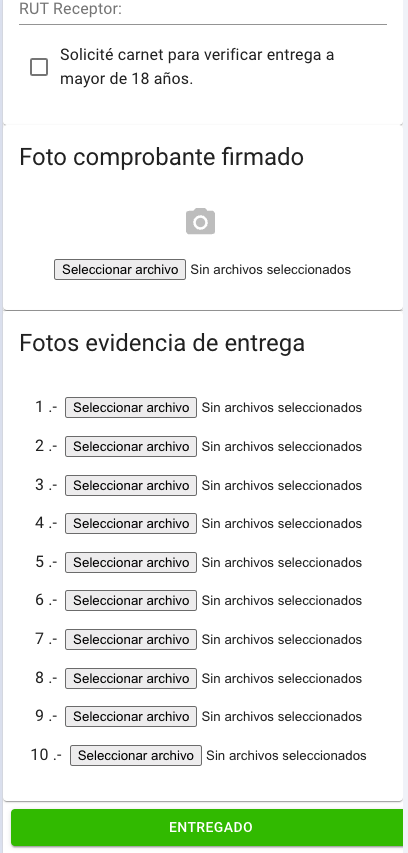 RUT Receptor:
Solicité carnet para verificar entrega a
mayor de 18 años.
Foto comprobante firmado
Seleccionar archivo Sin archivos seleccionados
Fotos evidencia de entrega
1 .- Seleccionar archivo Sin archivos seleccionados
2 .- Seleccionar archivo Sin archivos seleccionados
3 .- Seleccionar archivo Sin archivos seleccionados
4 .- Seleccionar archivo Sin archivos seleccionados
5 .- Seleccionar archivo Sin archivos seleccionados
6 .- Seleccionar archivo Sin archivos seleccionados
7 .- Seleccionar archivo Sin archivos seleccionados
8 .- Seleccionar archivo Sin archivos seleccionados
9 .- Seleccionar archivo Sin archivos seleccionados
10 .- Seleccionar archivo Sin archivos seleccionados
ENTREGADO